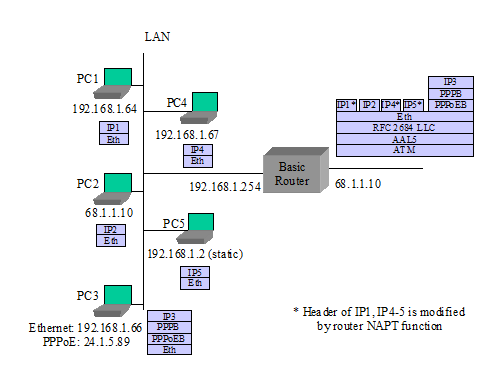 LAN
PC1
192.168.1.64
IP1
Eth
PC4
192.168.1.67
IP4
Eth
PC2
68.1.1.10
IP2
Eth
PC5
192.168.1.2 (static)
IP5
Eth
PC3
Ethernet: 192.168.1.66
PPPoE: 24.1.5.89
IP3
PPPB
PPPoEB
Eth
192.168.1.254
Basic
Router
68.1.1.10
IP3
PPPB
IP1* IP2 IP4* IP5* PPPoEB
Eth
RFC 2684 LLC
AAL5
ATM
* Header of IP1, IP4-5 is modified
by router NAPT function